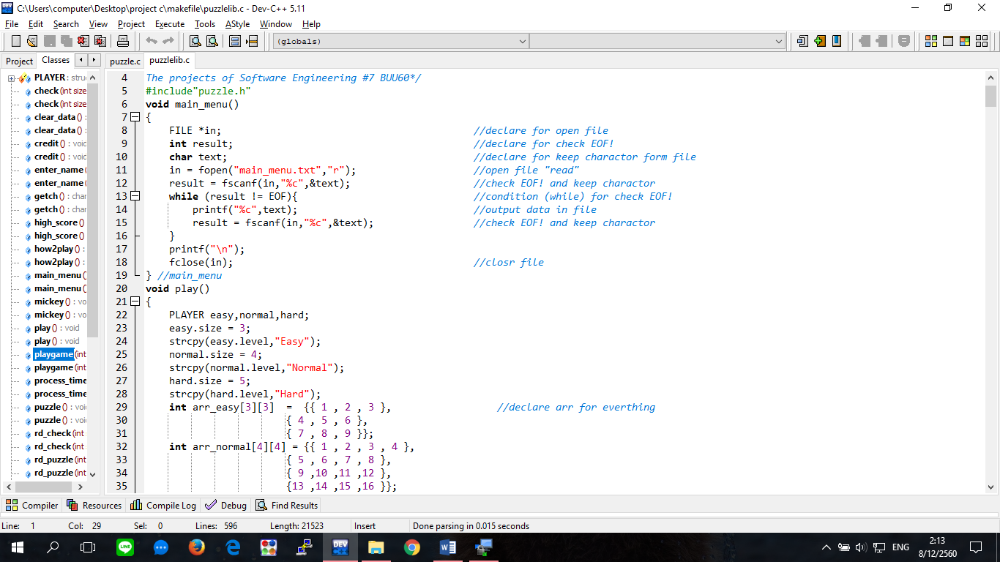 C:\Users\computer\Desktop\project c\makefile\puzzlelib.c - Dev-C++ 5.11
File Edit Search View Project Execute Tools AStyle Window Help
(globals)
Project Classes
puzzle.c puzzlelib.c
PLAYER : struc
check (int size
check (int size
clear_data () :
clear_data () :
credit () : voic
credit () : voic
enter_name (
enter_name (
getch () : char
getch () : char
high_score ()
high_score ()
how2play () :
how2play () :
main_menu (
main_menu (
mickey () : vo
mickey () : vo
play () : void
play () : void
playgame (int
playgame (int
process_time
process_time
puzzle () : voi
puzzle () : voi
rd_check (int
rd_check (int
rd_puzzle (int
rd_puzzle (int
4 The projects of Software Engineering #7 BUU60*/
5 #include"puzzle.h"
6 void main_menu()
7 {
8 FILE *in; //declare for open file
9 int result; //declare for check EOF!
10 char text; //declare for keep charactor form file
11 in = fopen("main_menu.txt","r"); //open file "read"
12 result = fscanf(in,"%c",&text); //check EOF! and keep charactor
13 while (result != EOF){ //condition (while) for check EOF!
14 printf("%c",text); //output data in file
15 result = fscanf(in,"%c",&text); //check EOF! and keep charactor
16 }
17 printf("\n");
18 fclose(in); //closr file
19 } //main_menu
20 void play()
21 {
22 PLAYER easy,normal,hard;
23 easy.size = 3;
24 strcpy(easy.level,"Easy");
25 normal.size = 4;
26 strcpy(normal.level,"Normal");
27 hard.size = 5;
28 strcpy(hard.level,"Hard");
29 int arr_easy[3][3] = {{ 1 , 2 , 3 }, //declare arr for everthing
30 { 4 , 5 , 6 },
31 { 7 , 8 , 9 }};
32 int arr_normal[4][4] = {{ 1 , 2 , 3 , 4 },
33 { 5 , 6 , 7 , 8 },
34 { 9 ,10 ,11 ,12 },
35 {13 ,14 ,15 ,16 }};
Compiler Resources Compile Log Debug Find Results
Line: 1 Col: 29 Sel: 0 Lines: 596 Length: 21523 Insert Done parsing in 0.015 seconds
LINE
DEV
ENG
2:13
8/12/2560